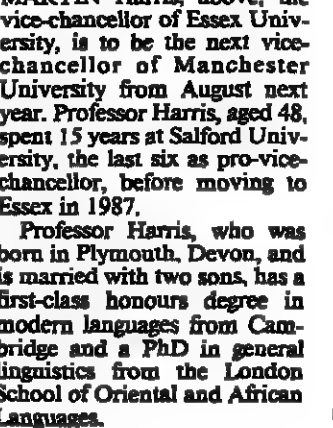 MARTIN Harris, above, the
vice-chancellor of Essex Univ-
ersity, is to be the next vice-
chancellor of Manchester
University from August next
year. Professor Harris, aged 48,
spent 15 years at Salford Univ-
ersity, the last six as pro-vice-
chancellor, before moving to
Essex in 1987.
Professor Harris, who was
born in Plymouth, Devon, and
is married with two sons, has a
first-class honours degree in
modern languages from Cam-
bridge and a PhD in general
linguistics from the London
School of Oriental and African
Languages.